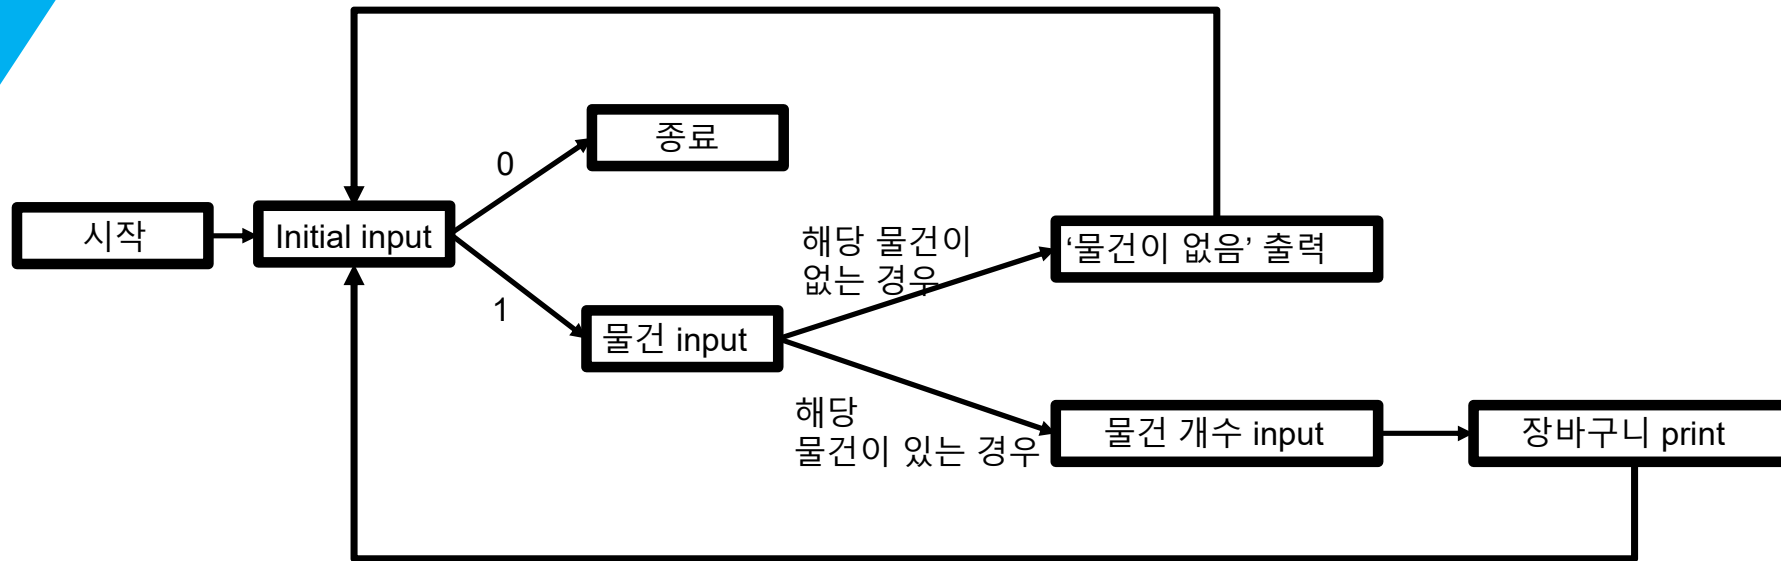 종료
0
시작
Initial input
해당 물건이
없는 경우
‘물건이 없음’ 출력
1
물건 input
해당
물건이 있는 경우
물건 개수 input
장바구니 print